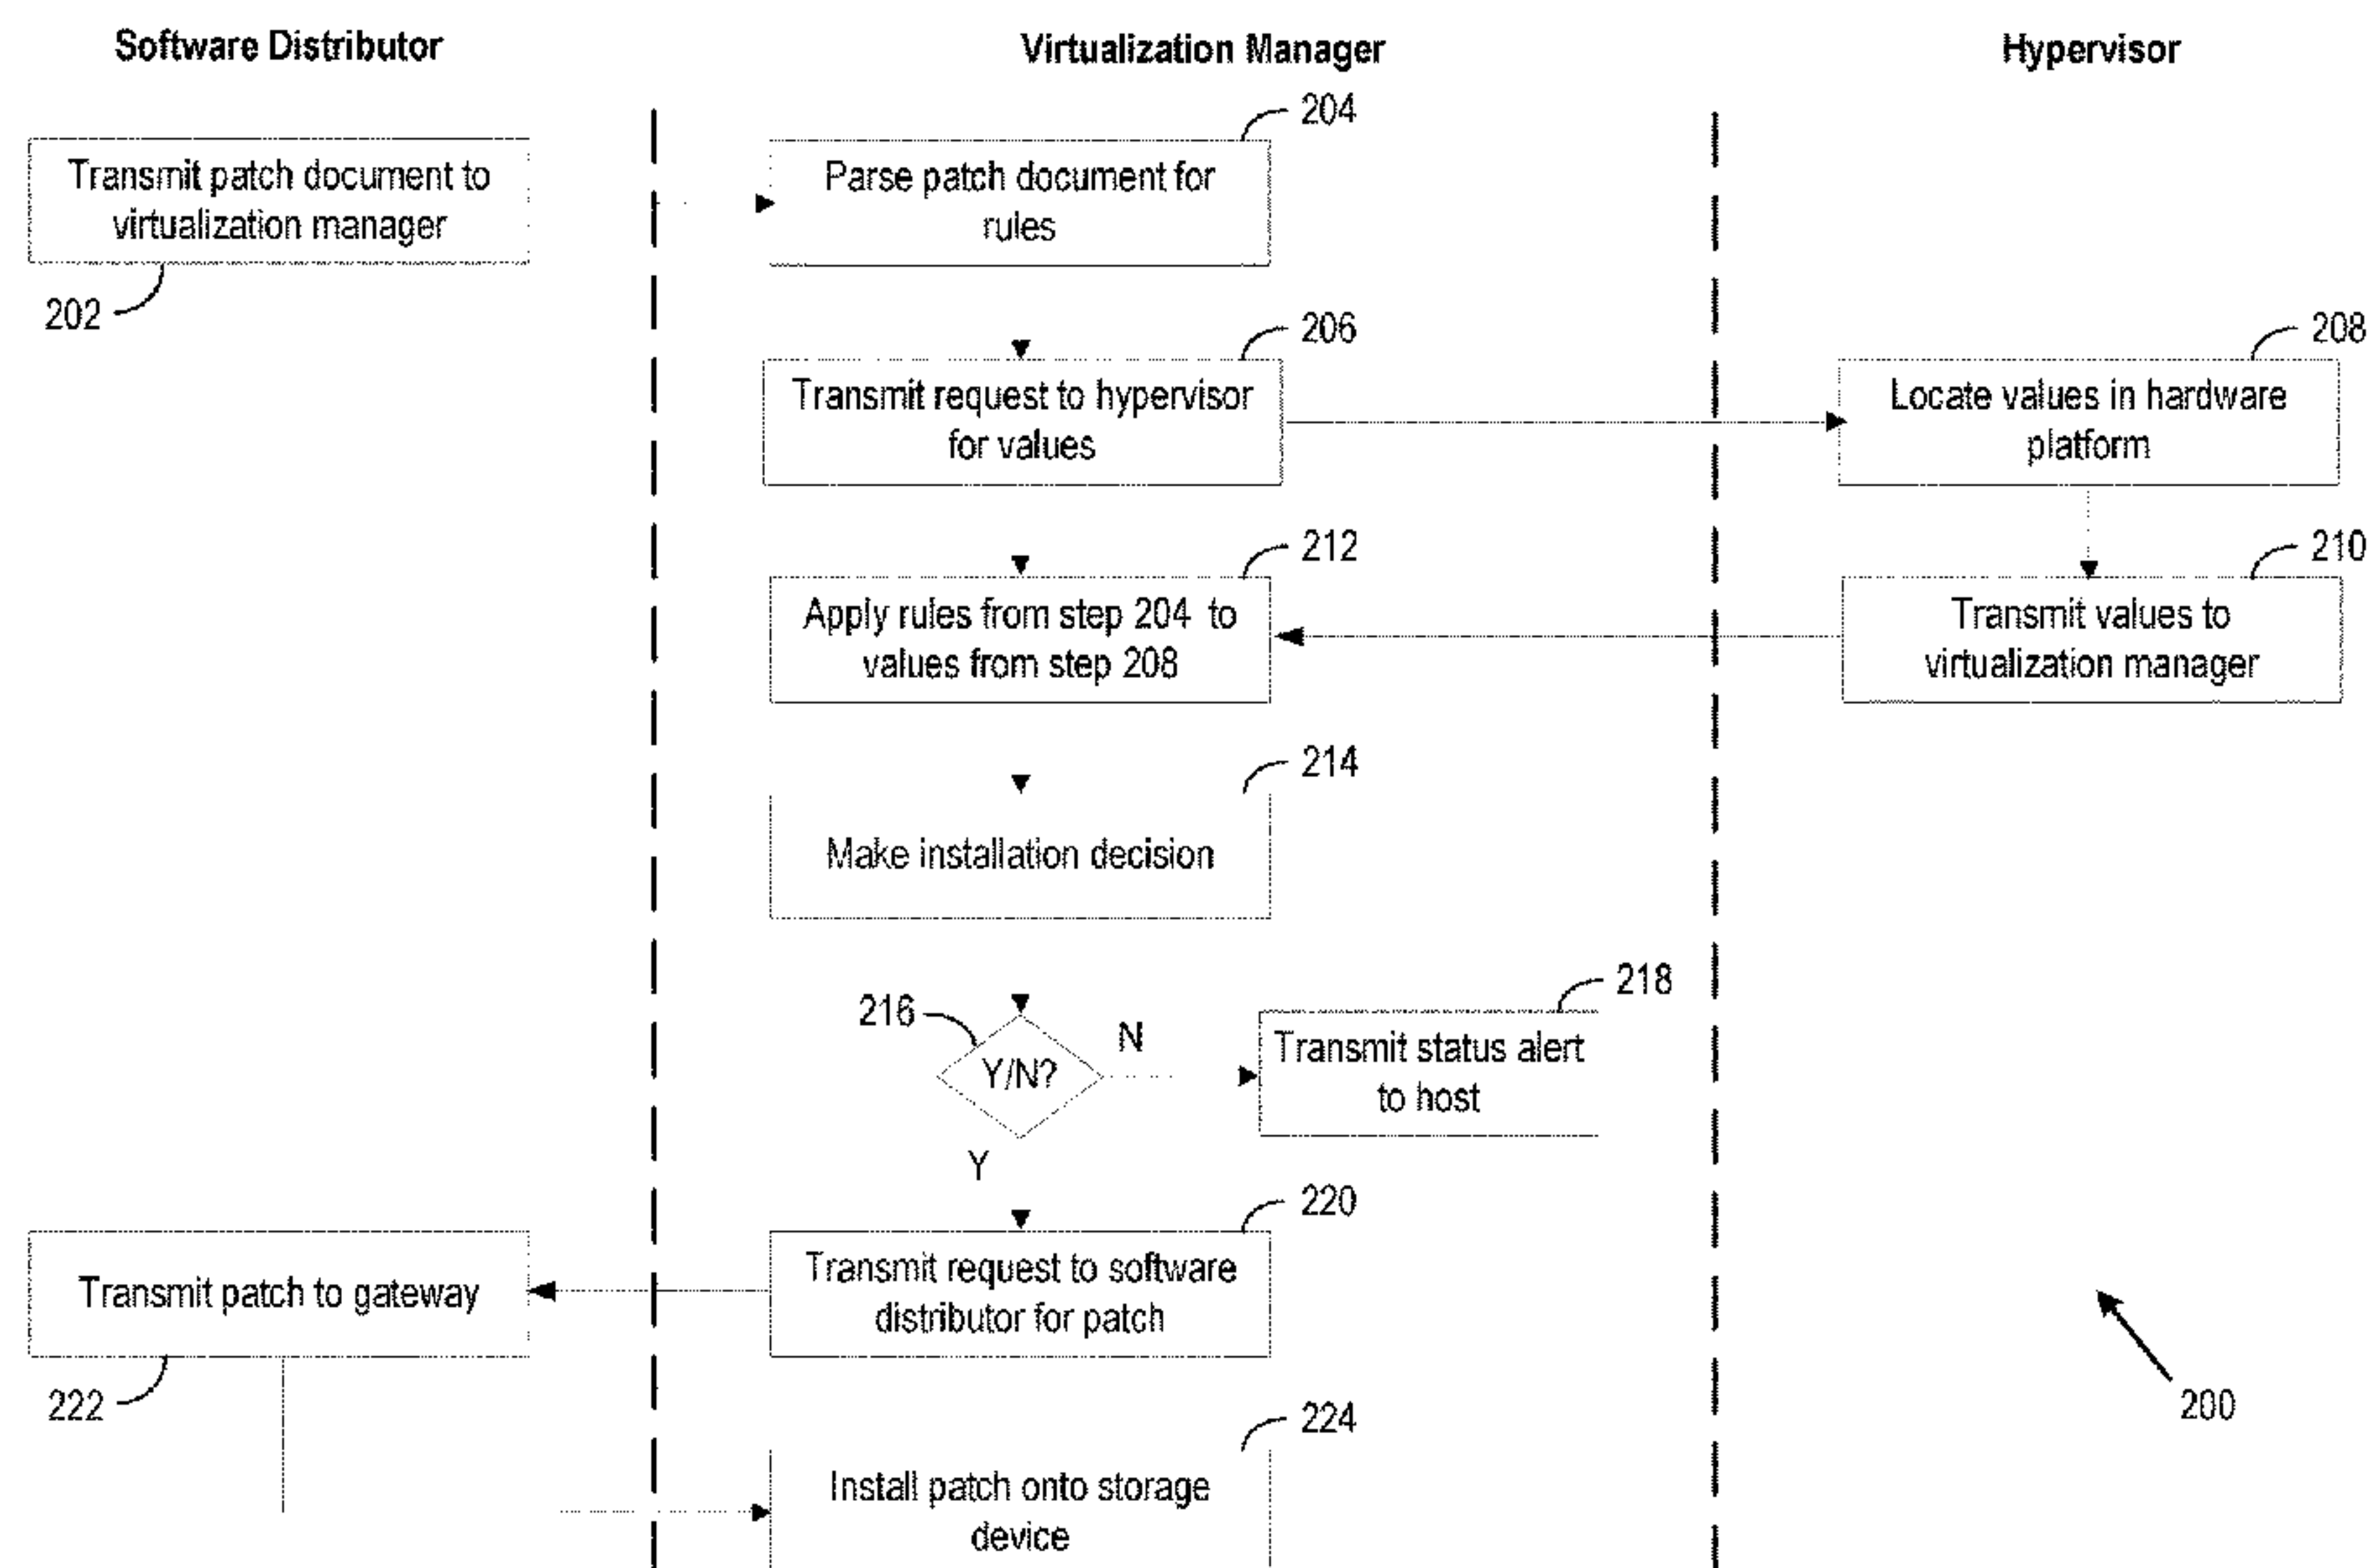 Software Distributor
Virtualization Manager
Hypervisor
204
Transmit patch document to
virtualization manager
202
Parse patch document for
rules
206
208
Transmit request to hypervisor
for values
Locate values in hardware
platform
212
210
Apply rules from step 204 to
values from step 208
Transmit values to
virtualization manager
214
Make installation decision
216
Y/N?
N
218
Transmit status alert
to host
Y
220
Transmit request to software
distributor for patch
Transmit patch to gateway
222
200
224
Install patch onto storage
device